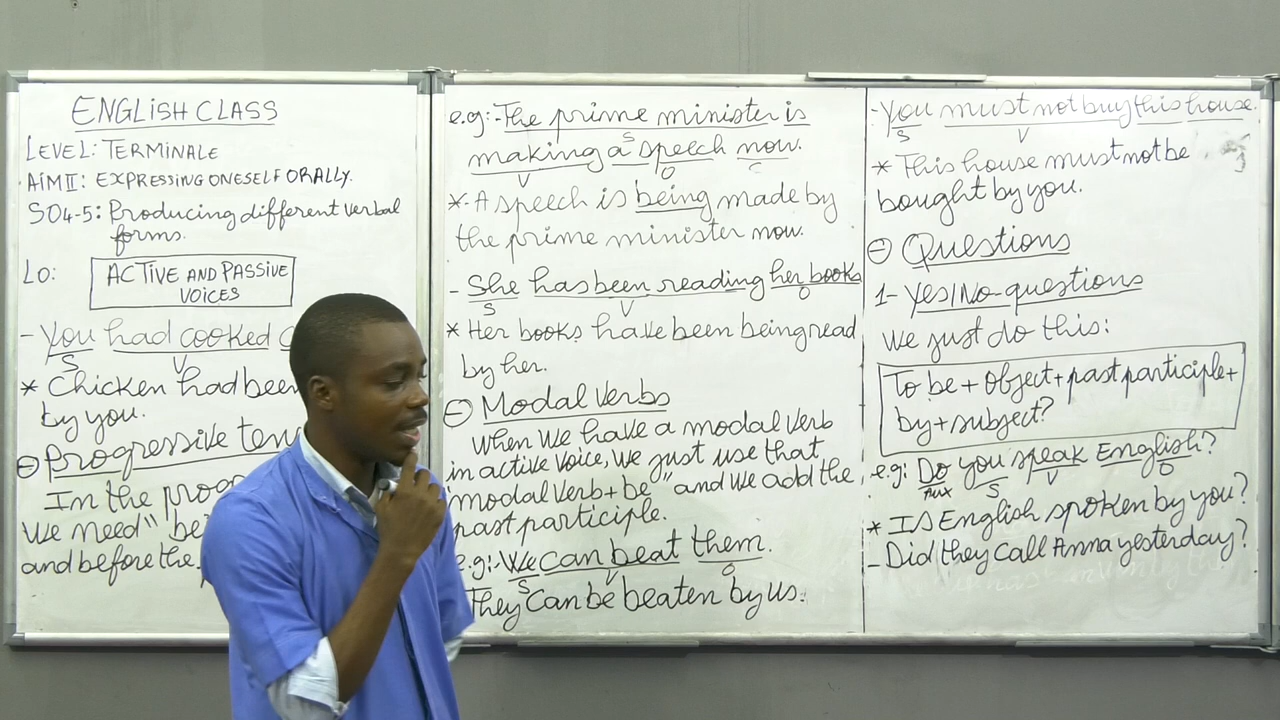 ENGLISH CLASS
LEVEL: TERMINALE
AIM II: EXPRESSING ONESELF ORALLY.
SO4-5: Producing different verbal
forms.
LO: ACTIVE AND PASSIVE
VOICES
- You had cooked
S V
* Chicken had been
by you.
⊖ Progressive
In the
We need "
and before the
e.g:-The prime minister is
S
making a speech now.
V O C
*-A speech is being made by
the prime minister now.
- She has been reading her books
S V O
* Her books have been being read
by her.
⊖ Modal verbs
When we have a modal verb
in active voice, we just use that
"modal verb + be" and we add the
past participle.
e.g:-We can beat them.
S V O
They can be beaten by us.
-You must not buy this house.
S V
* This house must not be
bought by you.
⊖ Questions
1- Yes/No-questions
We just do this:
To be + object + past participle +
by + subject?
e.g: Do you speak English?
Aux S V O
* Is English spoken by you?
- Did they call Anna yesterday?